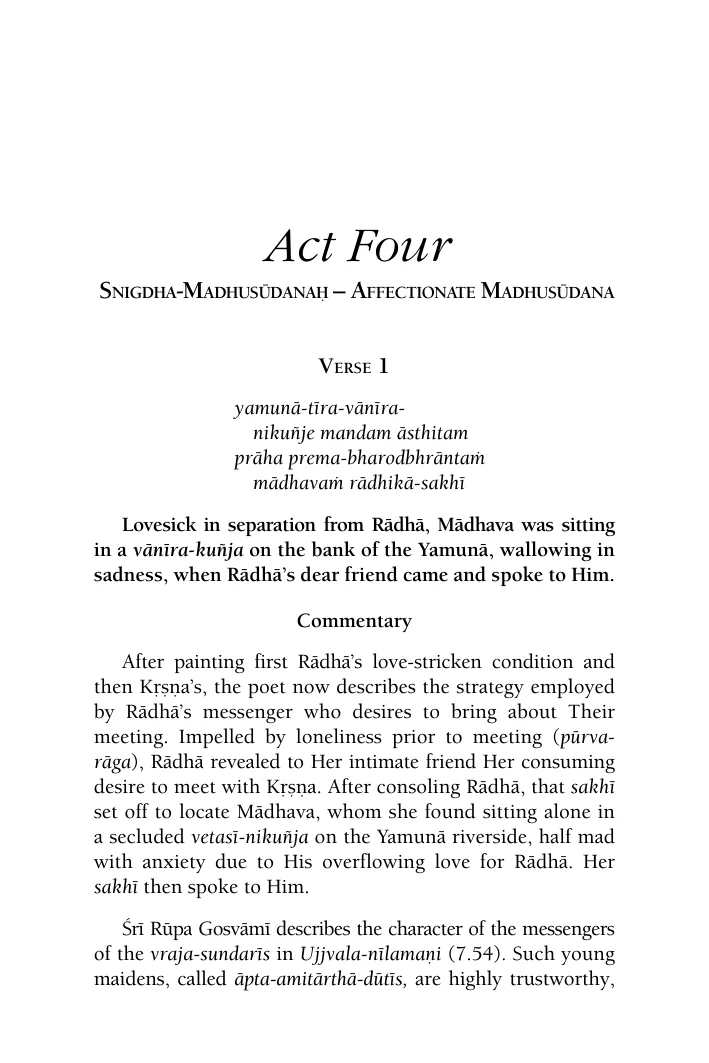 Act Four
Snigdha-Madhusūdanaḥ – Affectionate Madhusūdana
Verse 1
yamunā-tīra-vānīra-
nikuñje mandam āsthitam
prāha prema-bharodbhrāntaṁ
mādhavaṁ rādhikā-sakhī
Lovesick in separation from Rādhā, Mādhava was sitting
in a vānīra-kuñja on the bank of the Yamunā, wallowing in
sadness, when Rādhā’s dear friend came and spoke to Him.
Commentary
After painting first Rādhā’s love-stricken condition and
then Kṛṣṇa’s, the poet now describes the strategy employed
by Rādhā’s messenger who desires to bring about Their
meeting. Impelled by loneliness prior to meeting (pūrva-
rāga), Rādhā revealed to Her intimate friend Her consuming
desire to meet with Kṛṣṇa. After consoling Rādhā, that sakhī
set off to locate Mādhava, whom she found sitting alone in
a secluded vetasī-nikuñja on the Yamunā riverside, half mad
with anxiety due to His overflowing love for Rādhā. Her
sakhī then spoke to Him.
Śrī Rūpa Gosvāmī describes the character of the messengers
of the vraja-sundarīs in Ujjvala-nīlamaṇi (7.54). Such young
maidens, called āpta-amitārthā-dūtīs, are highly trustworthy,